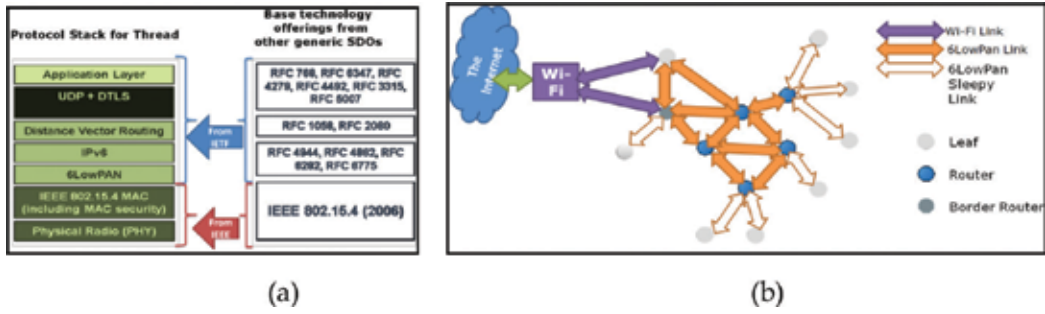 Protocol Stack for Thread
Base technology
offerings from
other generic SDOs
Application Layer
UDP + DTLS
Distance Vector Routing
IPv6
6LowPAN
IEEE 802.15.4 MAC
(including MAC security)
Physical Radio (PHY)
From
IETF
From
IEEE
RFC 768, RFC 6347, RFC
4279, RFC 4492, RFC 3315,
RFC 5007
RFC 1058, RFC 2080
RFC 4944, RFC 4862, RFC
6282, RFC 6775
IEEE 802.15.4 (2006)
(a)
The
Internet
Wi-
Fi
Wi-Fi Link
6LowPan Link
6LowPan
Sleepy
Link
Leaf
Router
Border Router
(b)